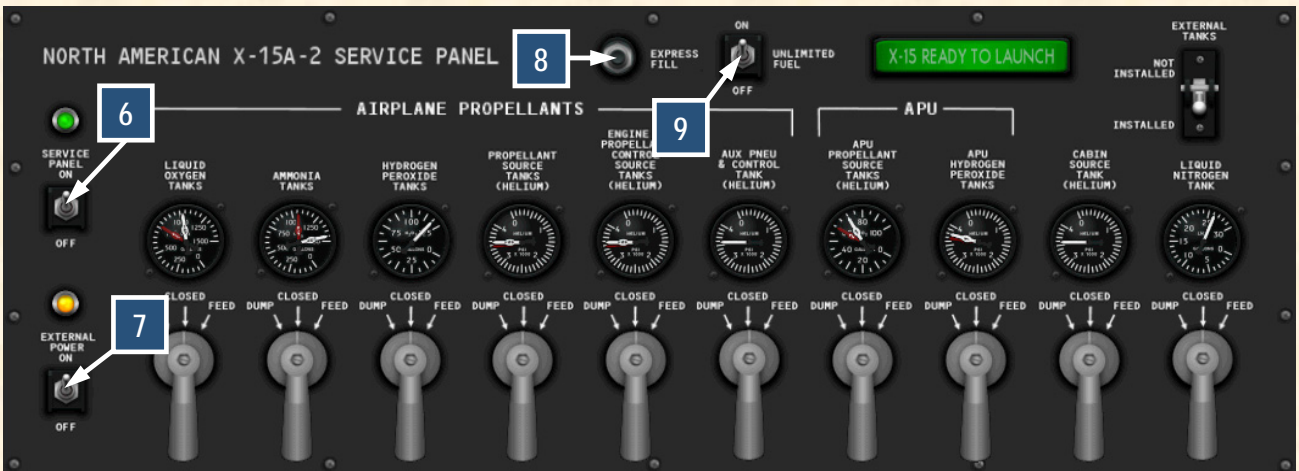 NORTH AMERICAN X-15A-2 SERVICE PANEL
8
EXPRESS
FILL
ON
UNLIMITED
FUEL
OFF
9
X-15 READY TO LAUNCH
EXTERNAL
TANKS
NOT
INSTALLED
INSTALLED
6
SERVICE
PANEL
ON
OFF
7
EXTERNAL
POWER
ON
OFF
AIRPLANE PROPELLANTS
APU
LIQUID
OXYGEN
TANKS
AMMONIA
TANKS
HYDROGEN
PEROXIDE
TANKS
PROPELLANT
SOURCE
TANKS
(HELIUM)
ENGINE
CONTROL
SOURCE
TANKS
(HELIUM)
AUX PNEU
& CONTROL
TANK
(HELIUM)
APU
PROPELLANT
SOURCE
TANKS
(HELIUM)
APU
HYDROGEN
PEROXIDE
TANKS
CABIN
SOURCE
TANK
(HELIUM)
LIQUID
NITROGEN
TANK
CLOSED
FEED
DUMP CLOSED FEED
DUMP CLOSED FEED
DUMP CLOSED FEED
DUMP CLOSED FEED
DUMP CLOSED FEED
DUMP CLOSED FEED
DUMP CLOSED FEED
DUMP CLOSED FEED
DUMP CLOSED FEED